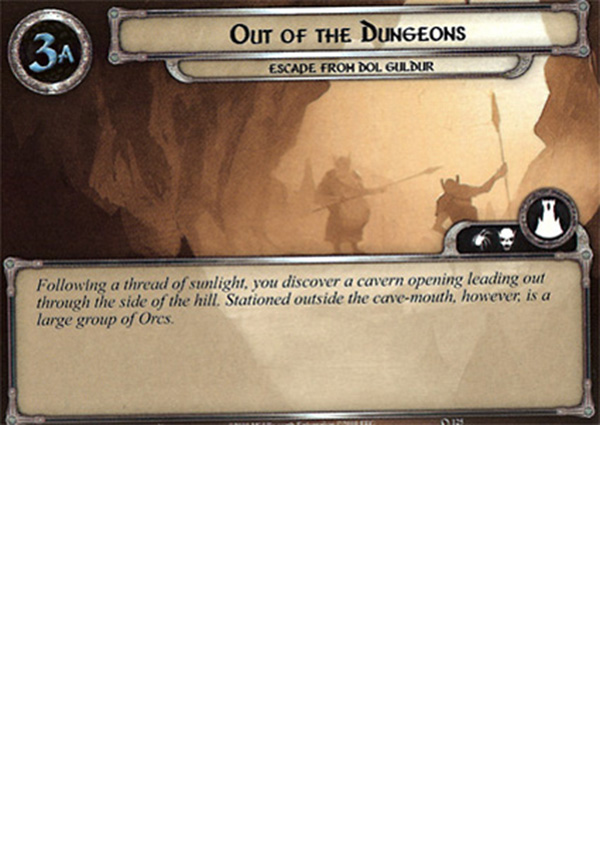 3A
OUT OF THE DUNGEONS
ESCAPE FROM DOL GULDUR
Following a thread of sunlight, you discover a cavern opening leading out
through the side of the hill. Stationed outside the cave-mouth, however, is a
large group of Orcs.